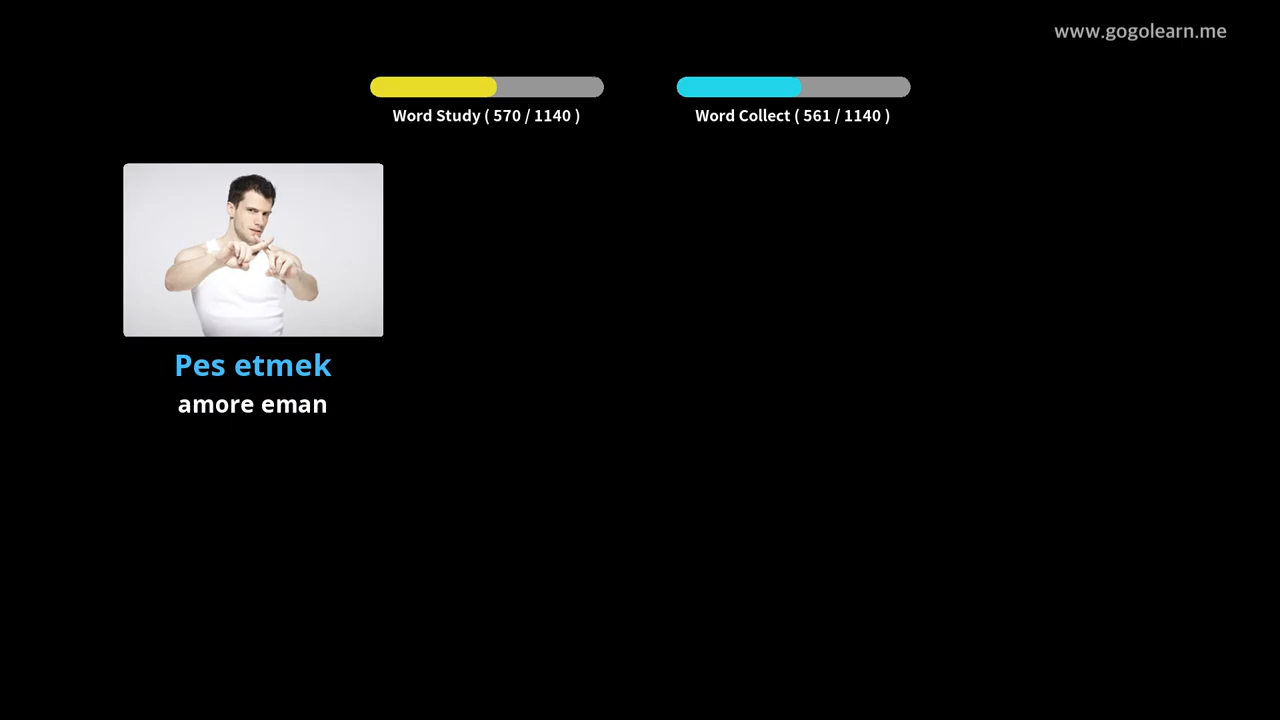 www.gogolearn.me
Word Study ( 570 / 1140 )
Word Collect ( 561 / 1140 )
Pes etmek
amore eman